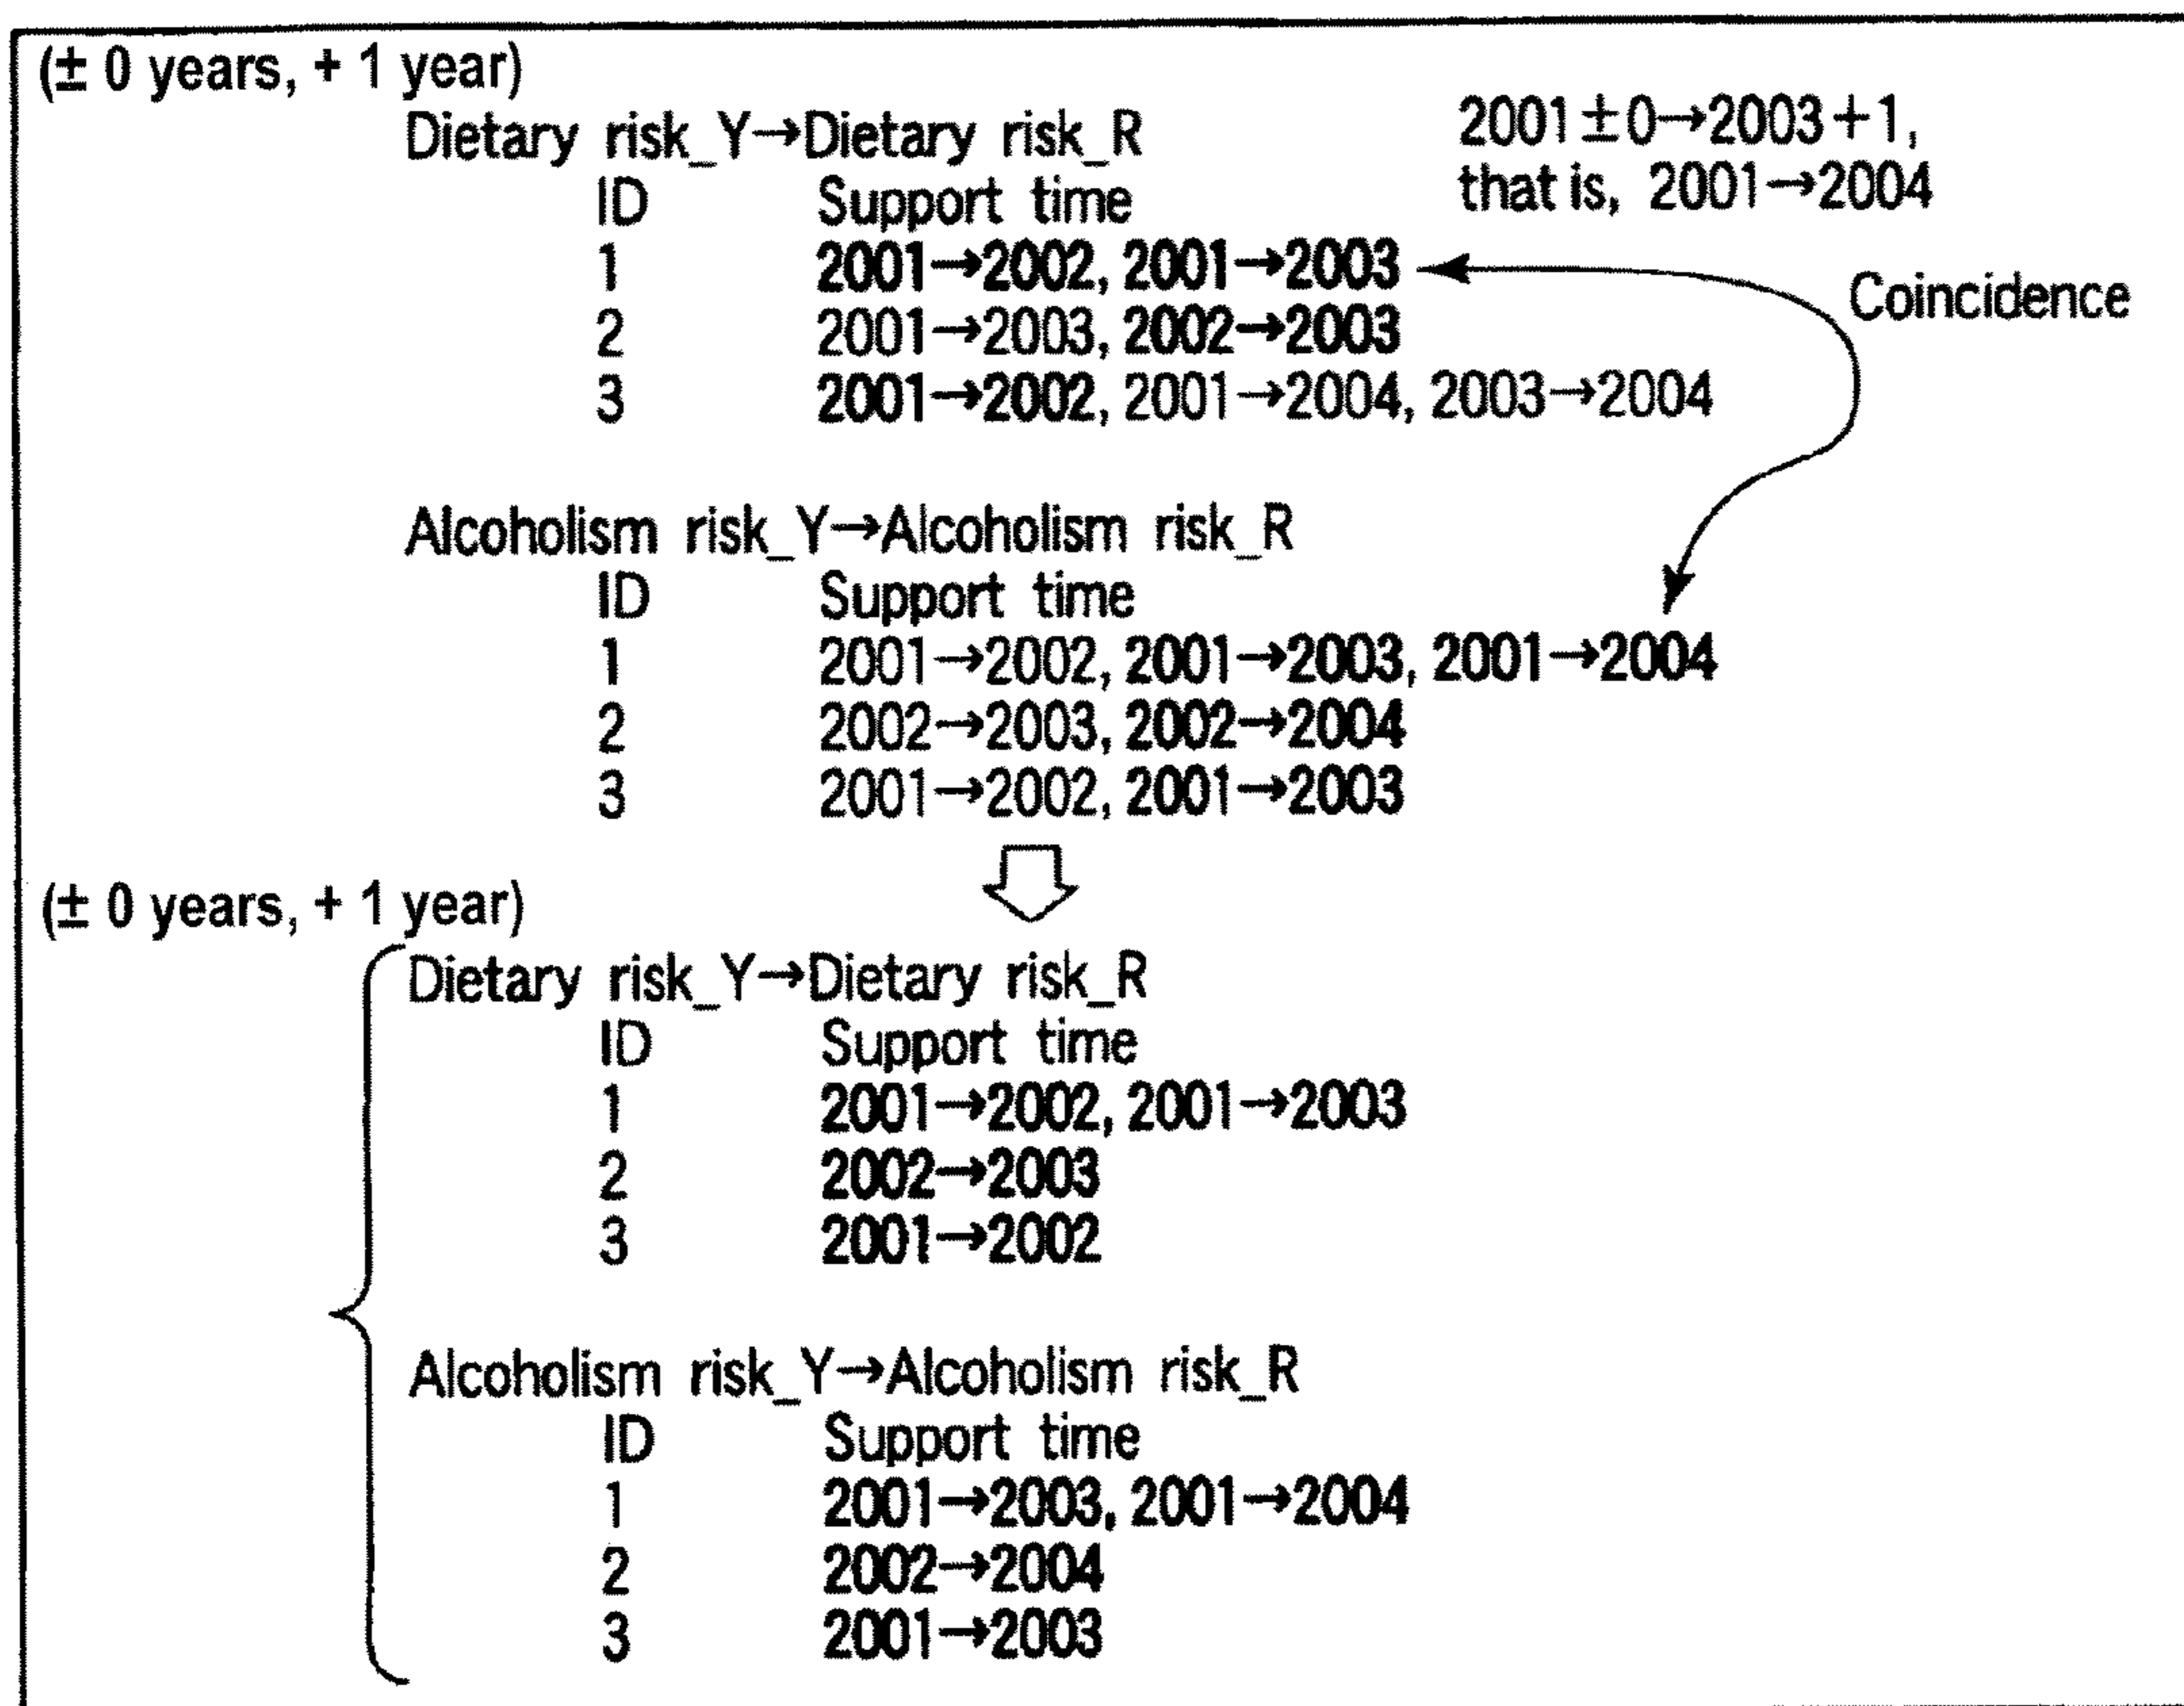 (± 0 years, + 1 year)
Dietary risk_Y→Dietary risk_R
2001±0→2003+1,
that is, 2001→2004
ID Support time
1 2001→2002, 2001→2003
Coincidence
2 2001→2003, 2002→2003
3 2001→2002, 2001→2004, 2003→2004
Alcoholism risk_Y→Alcoholism risk_R
ID Support time
1 2001→2002, 2001→2003, 2001→2004
2 2002→2003, 2002→2004
3 2001→2002, 2001→2003
(± 0 years, + 1 year)
Dietary risk_Y→Dietary risk_R
ID Support time
1 2001→2002, 2001→2003
2 2002→2003
3 2001→2002
Alcoholism risk_Y→Alcoholism risk_R
ID Support time
1 2001→2003, 2001→2004
2 2002→2004
3 2001→2003